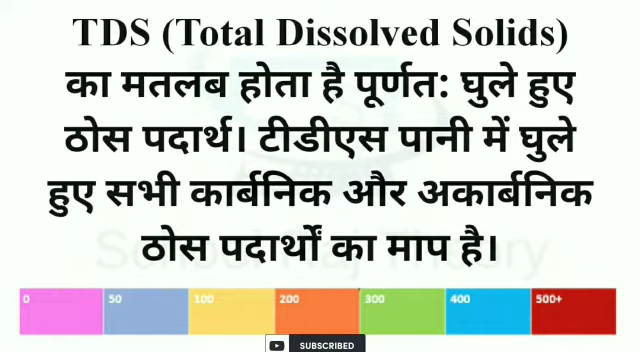 TDS (Total Dissolved Solids)
का मतलब होता है पूर्णत: घुले हुए
ठोस पदार्थ। टीडीएस पानी में घुले
हुए सभी कार्बनिक और अकार्बनिक
ठोस पदार्थों का माप है।
0 50 100 200 300 400 500+
SUBSCRIBED